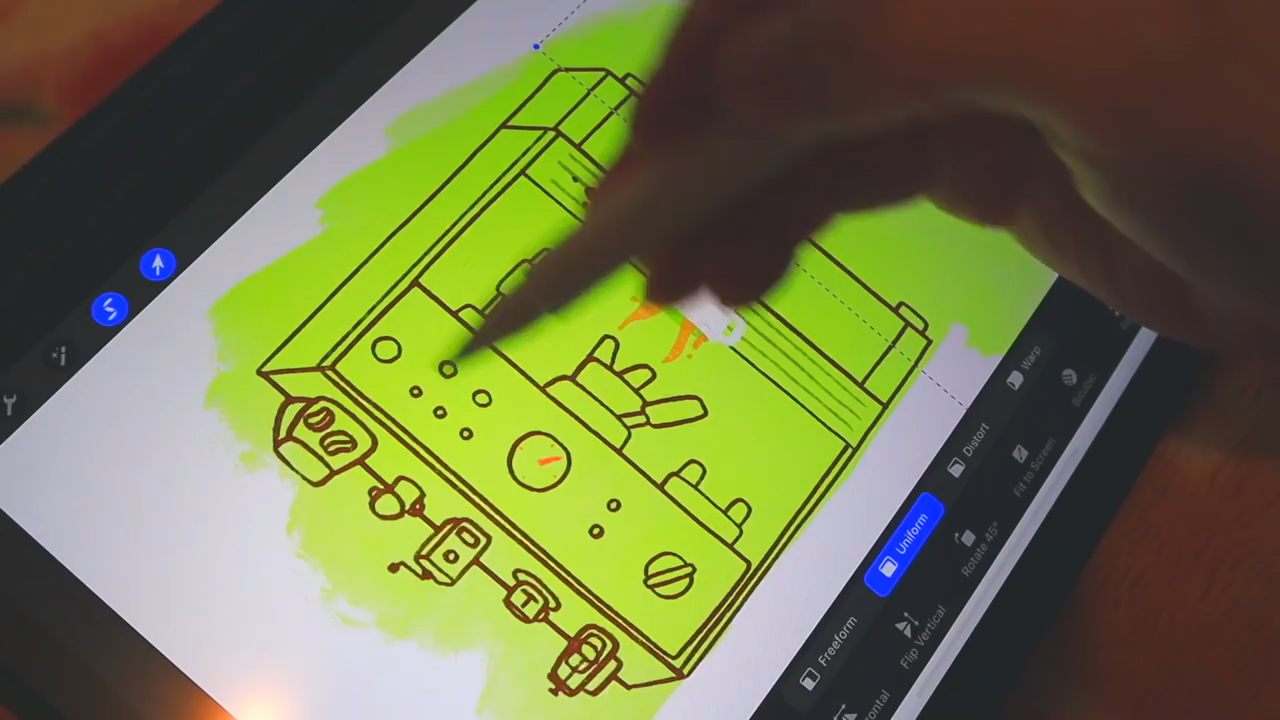 Freeform
Uniform
Distort
Warp
Flip Vertical
Rotate 45°
Fit to Screen